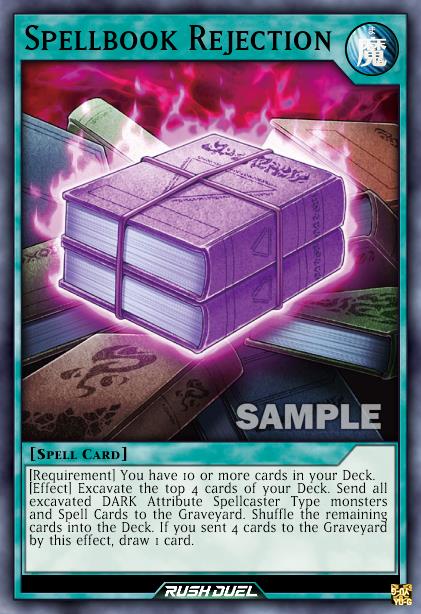 Spellbook Rejection
ま
魔
SAMPLE
[Spell Card]
[Requirement] You have 10 or more cards in your Deck.
[Effect] Excavate the top 4 cards of your Deck. Send all
excavated DARK Attribute Spellcaster Type monsters
and Spell Cards to the Graveyard. Shuffle the remaining
cards into the Deck. If you sent 4 cards to the Graveyard
by this effect, draw 1 card.
RUSH DUEL